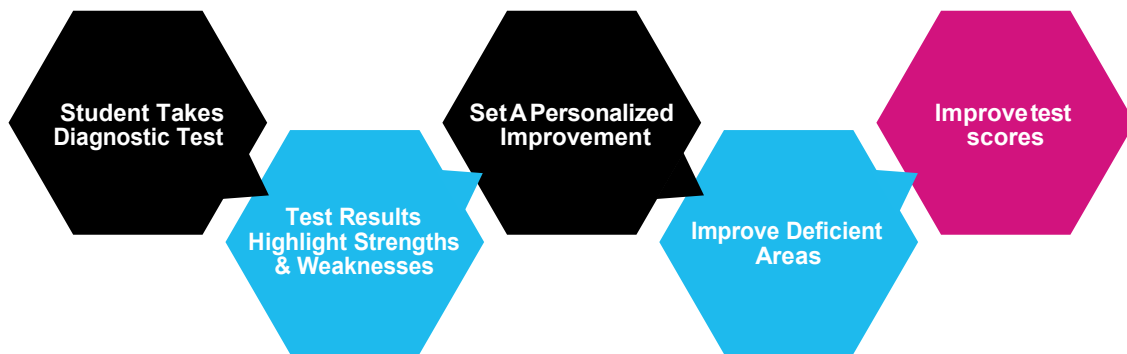 Student Takes
Diagnostic Test
Test Results
Highlight Strengths
& Weaknesses
Set A Personalized
Improvement
Improve Deficient
Areas
Improve test
scores